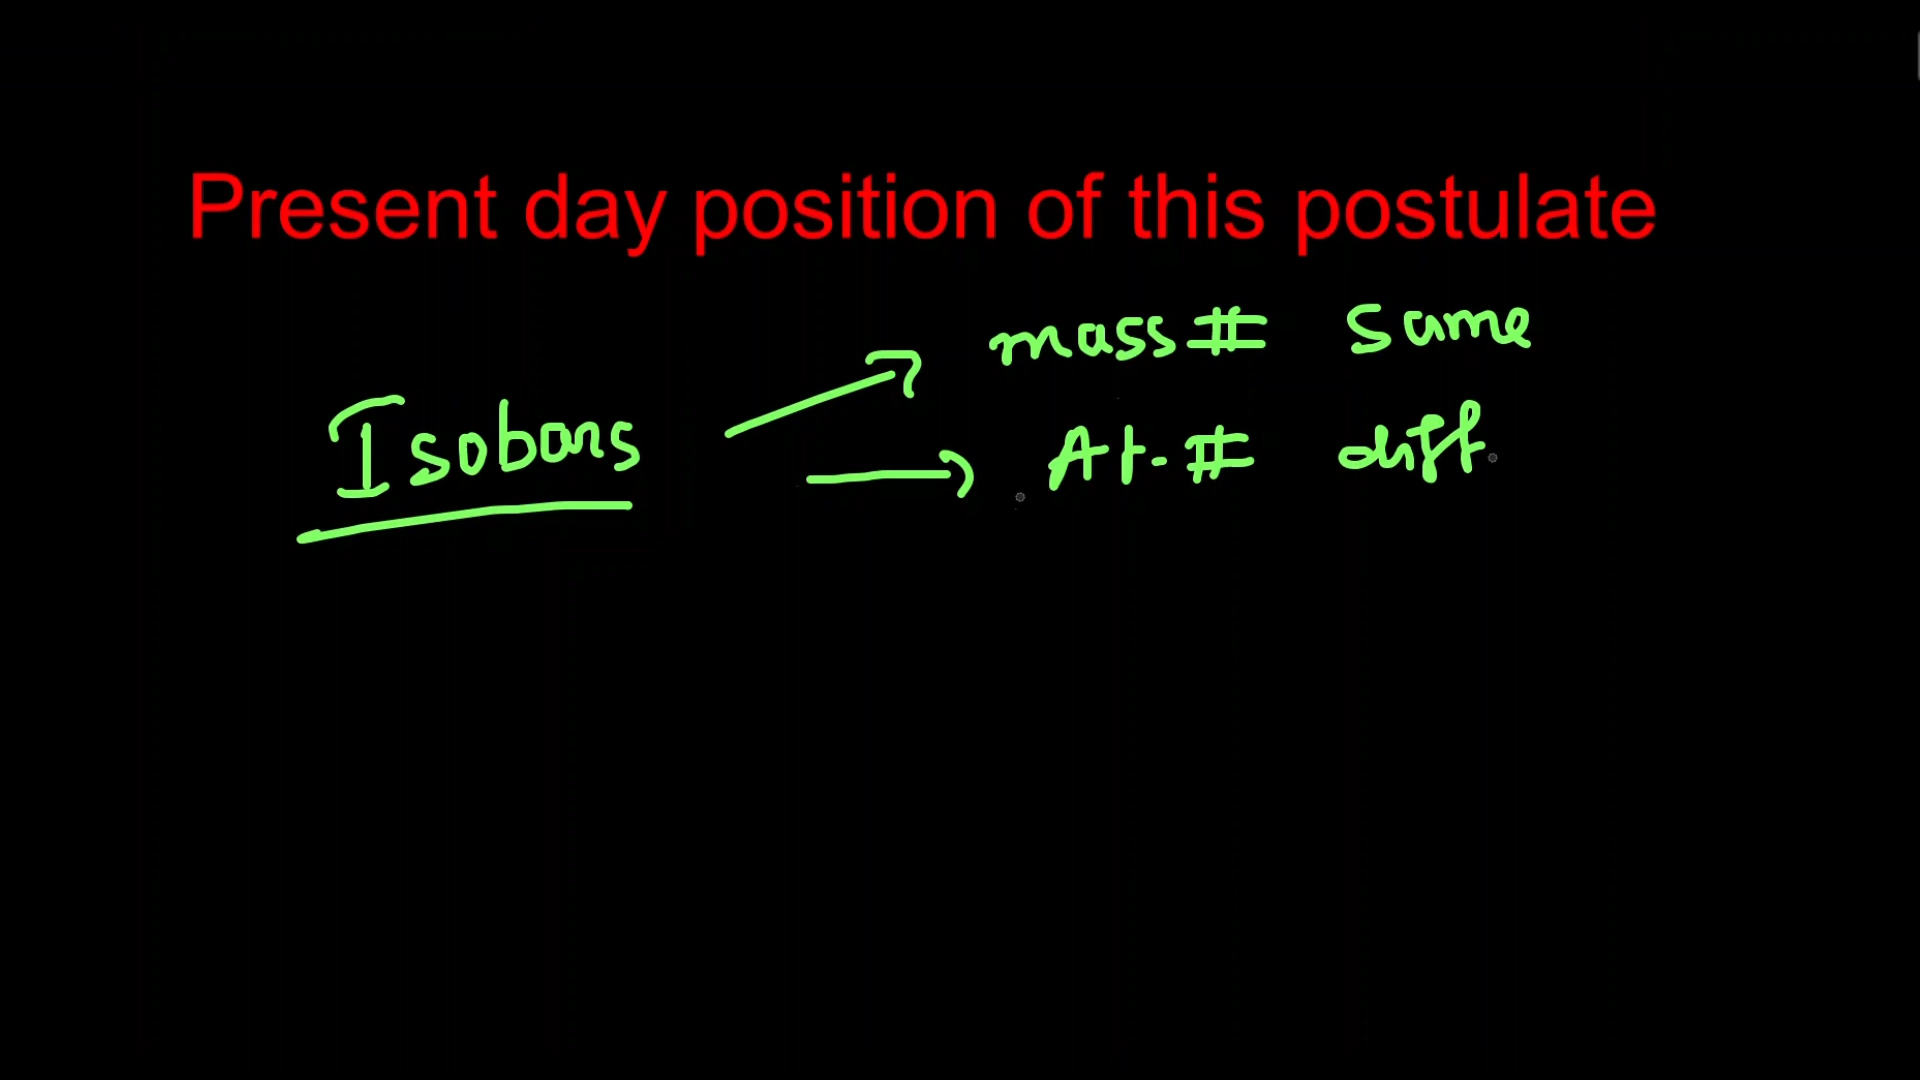 Present day position of this postulate
mass # same
Isobars
At. # diff.